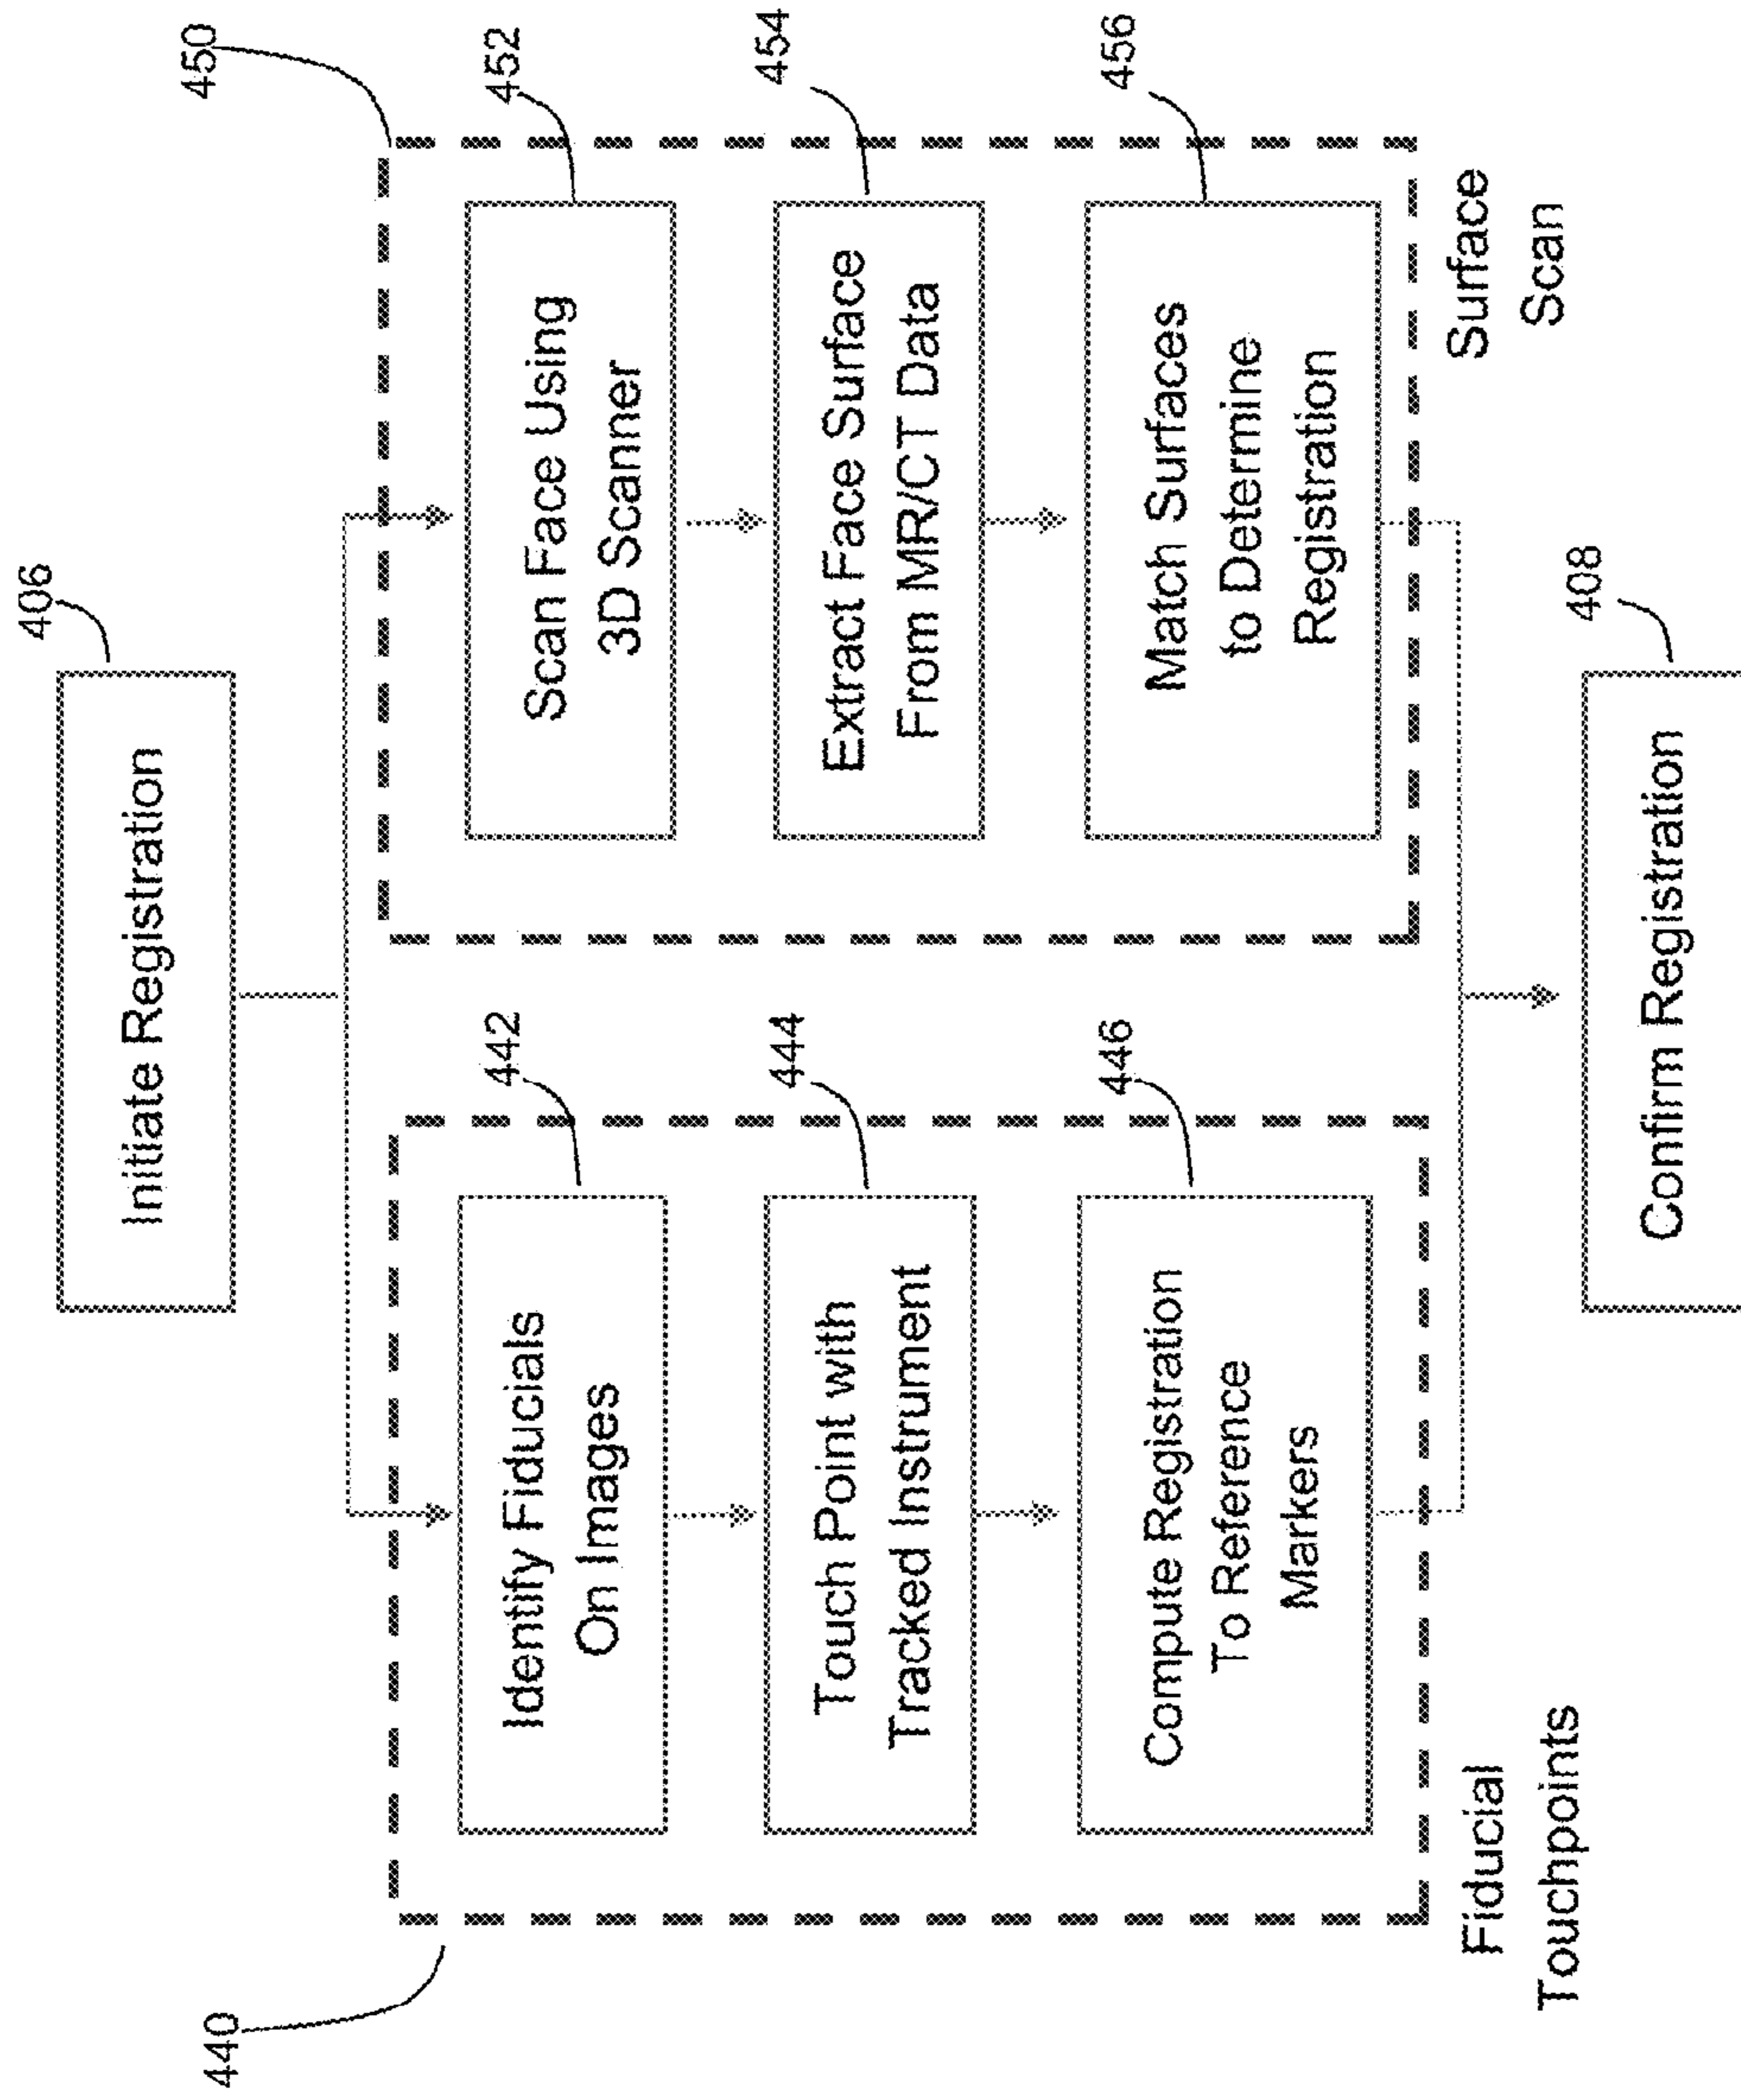 406
Initiate Registration
450
440
442
Identify Fiducials
On Images
444
Touch Point with
Tracked Instrument
446
Compute Registration
To Reference
Markers
Fiducial
Touchpoints
452
Scan Face Using
3D Scanner
454
Extract Face Surface
From MR/CT Data
456
Match Surfaces
to Determine
Registration
Surface
Scan
408
Confirm Registration